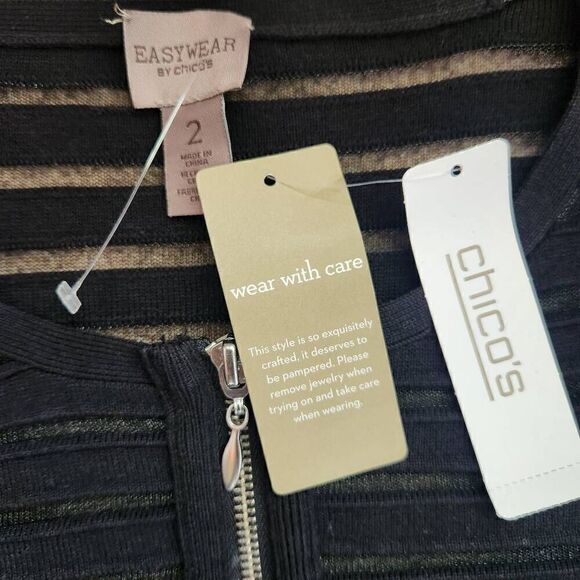 EASYWEAR
BY chico's
2
MADE IN
CHINA
wear with care
This style is so exquisitely
crafted, it deserves to
be pampered. Please
remove jewelry when
trying on and take care
when wearing.
chico's